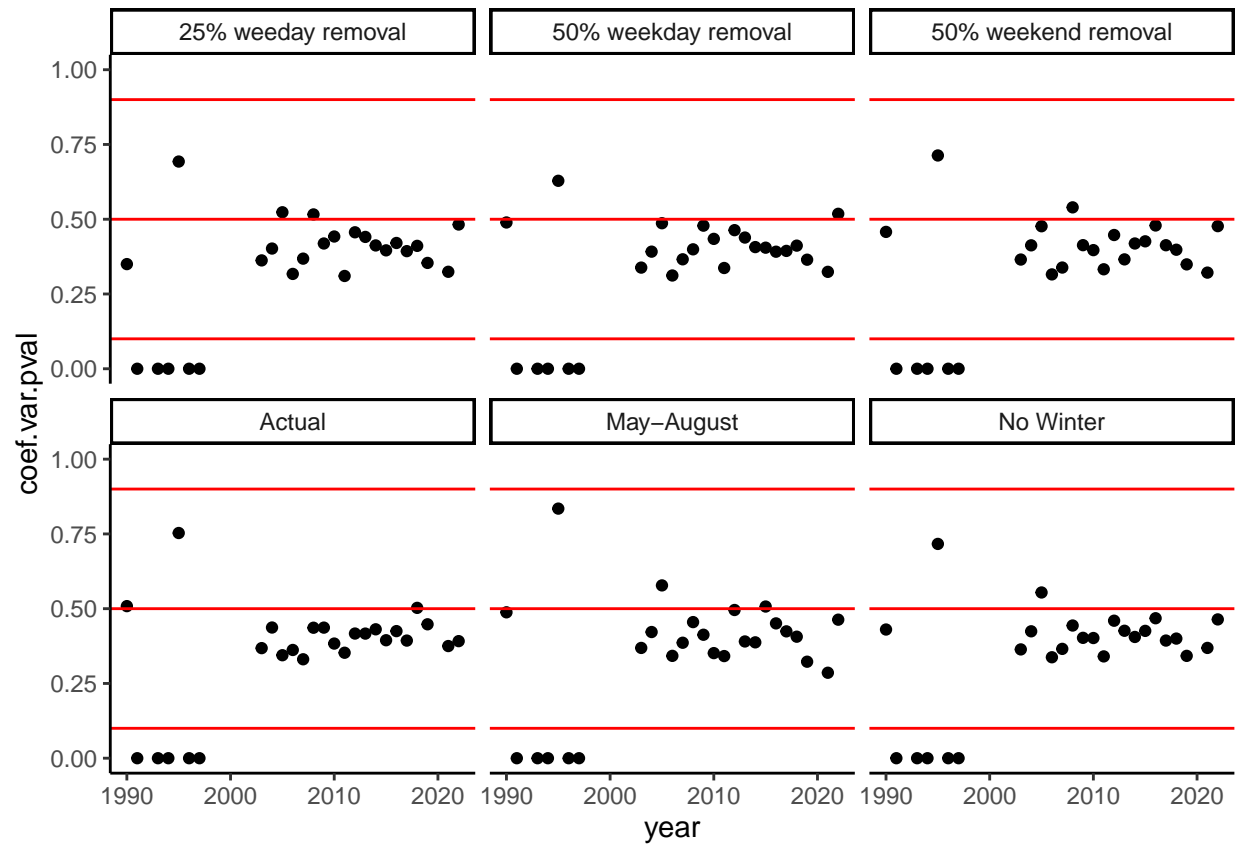 25% weeday removal
50% weekday removal
50% weekend removal
1.00
0.75
0.50
0.25
0.00
coef.var.pval
Actual
May−August
No Winter
1.00
0.75
0.50
0.25
0.00
1990 2000 2010 2020
1990 2000 2010 2020
1990 2000 2010 2020
year